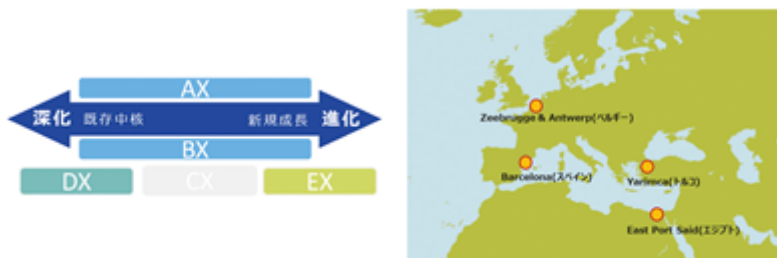 AX
深化 既存中核 新規成長 進化
BX
DX CX EX
Zeebrugge & Antwerp(ベルギー)
Barcelona(スペイン)
Yarimca(トルコ)
East Port Said(エジプト)